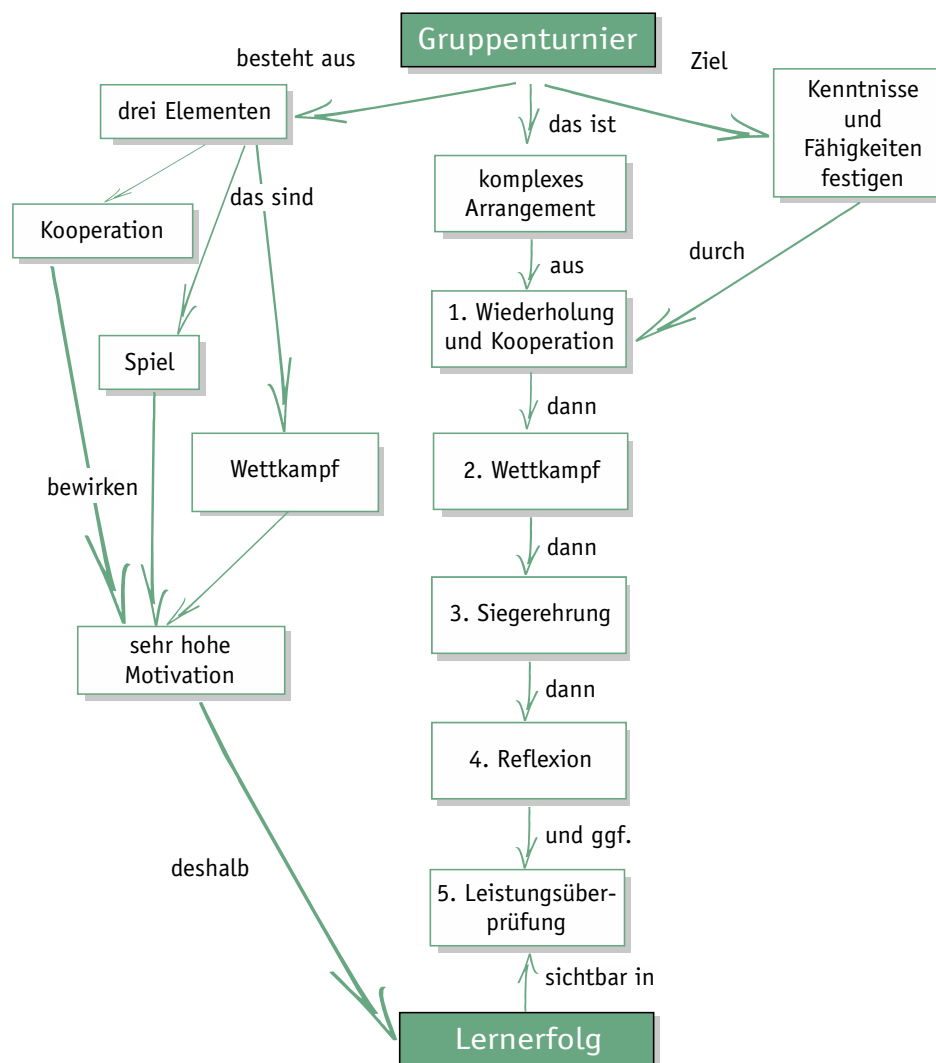 Gruppenturnier
besteht aus
Ziel
drei Elementen
das ist
Kenntnisse
und
Fähigkeiten
festigen
komplexes
Arrangement
das sind
Kooperation
aus
durch
1. Wiederholung
und Kooperation
Spiel
dann
Wettkampf
2. Wettkampf
bewirken
dann
3. Siegerehrung
sehr hohe
Motivation
dann
4. Reflexion
und ggf.
deshalb
5. Leistungsüber-
prüfung
sichtbar in
Lernerfolg